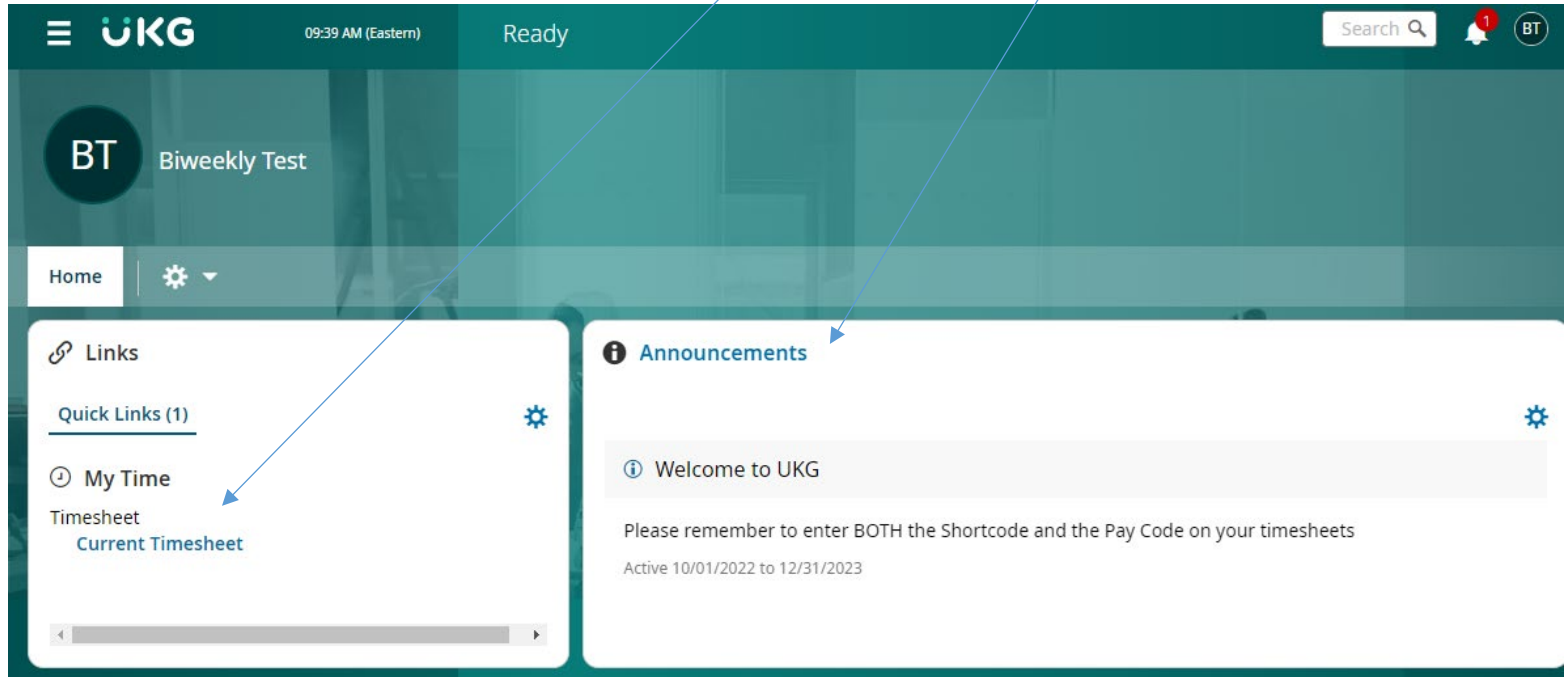 UKG 09:39 AM (Eastern) Ready Search 1 BT
BT Biweekly Test
Home
Links
Quick Links (1)
My Time
Timesheet
Current Timesheet
Announcements
Welcome to UKG
Please remember to enter BOTH the Shortcode and the Pay Code on your timesheets
Active 10/01/2022 to 12/31/2023